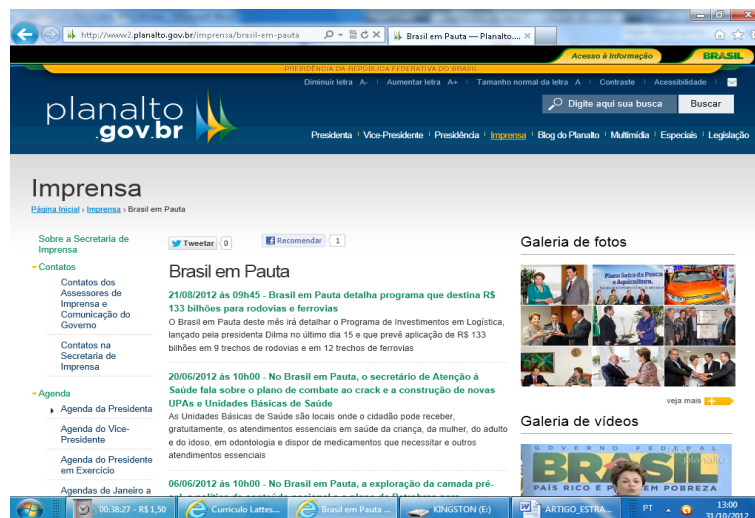 http://www2.planalto.gov.br/imprensa/brasil-em-pauta
Brasil em Pauta — Planalto....
Acesso à Informação
BRASIL
PRESIDÊNCIA DA REPÚBLICA FEDERATIVA DO BRASIL
Diminuir letra A- Aumentar letra A+ Tamanho normal da letra A Contraste Acessibilidade
planalto
.gov.br
Digite aqui sua busca
Buscar
Presidenta Vice-Presidente Presidência Imprensa Blog do Planalto Multimídia Especiais Legislação
Imprensa
Página Inicial › Imprensa › Brasil em Pauta
Sobre a Secretaria de
Imprensa
Contatos
Contatos dos
Assessores de
Imprensa e
Comunicação do
Governo
Contatos na
Secretaria de
Imprensa
Agenda
Agenda da Presidenta
Agenda do Vice-
Presidente
Agenda do Presidente
em Exercício
Agendas de Janeiro a
Tweetar 0
Recomendar 1
Brasil em Pauta
21/08/2012 às 09h45 - Brasil em Pauta detalha programa que destina R$
133 bilhões para rodovias e ferrovias
O Brasil em Pauta deste mês irá detalhar o Programa de Investimentos em Logística,
lançado pela presidenta Dilma no último dia 15 e que prevê aplicação de R$ 133
bilhões em 9 trechos de rodovias e em 12 trechos de ferrovias
20/06/2012 às 10h00 - No Brasil em Pauta, o secretário de Atenção à
Saúde fala sobre o plano de combate ao crack e a construção de novas
UPAs e Unidades Básicas de Saúde
As Unidades Básicas de Saúde são locais onde o cidadão pode receber,
gratuitamente, os atendimentos essenciais em saúde da criança, da mulher, do adulto
e do idoso, em odontologia e dispor de medicamentos que necessitar e outros
atendimentos essenciais
06/06/2012 às 10h00 - No Brasil em Pauta, a exploração da camada pré-
sal, a política de conteúdo nacional e o plano da Petrobras para
Galeria de fotos
Plano Safra da Pesca
e Aquicultura.
veja mais
Galeria de vídeos
GOVERNO FEDERAL
planalto
BRASIL
PAÍS RICO É PAÍS SEM POBREZA
00:38:27 - R$ 1,50
Currículo Lattes...
Brasil em Pauta ...
KINGSTON (E:)
ARTIGO_ESTRA...
PT
13:00
31/10/2012